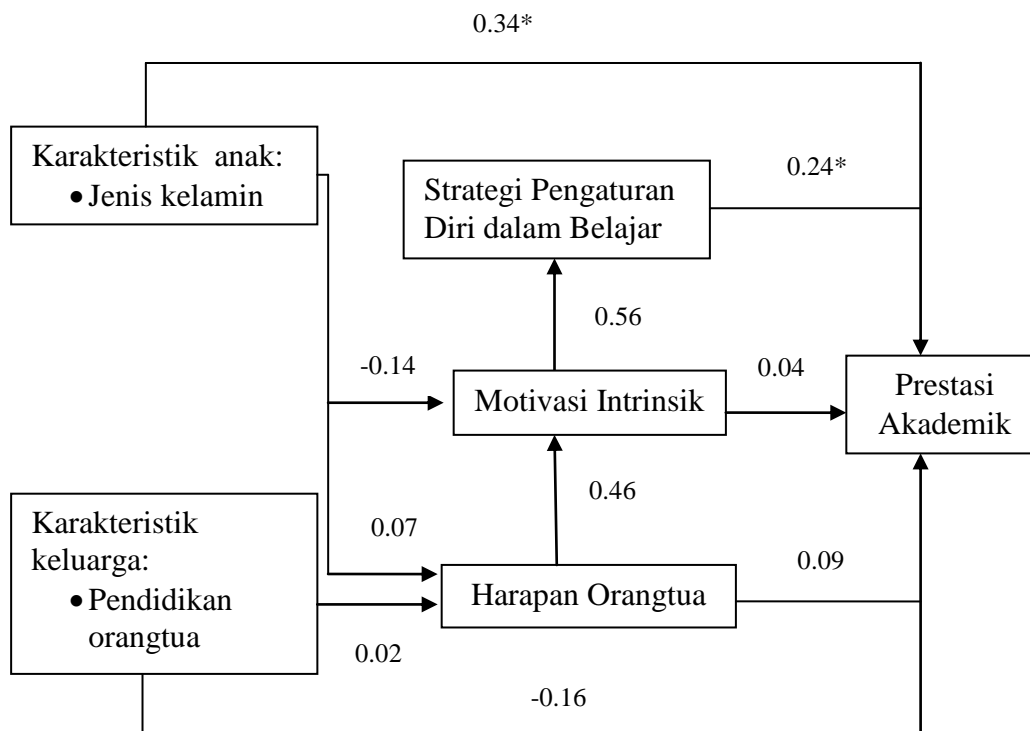 0.34*
Karakteristik anak:
• Jenis kelamin
Strategi Pengaturan
Diri dalam Belajar
0.24*
0.56
-0.14
Motivasi Intrinsik
0.04
Prestasi
Akademik
0.46
Karakteristik
keluarga:
• Pendidikan
orangtua
0.07
Harapan Orangtua
0.09
0.02
-0.16